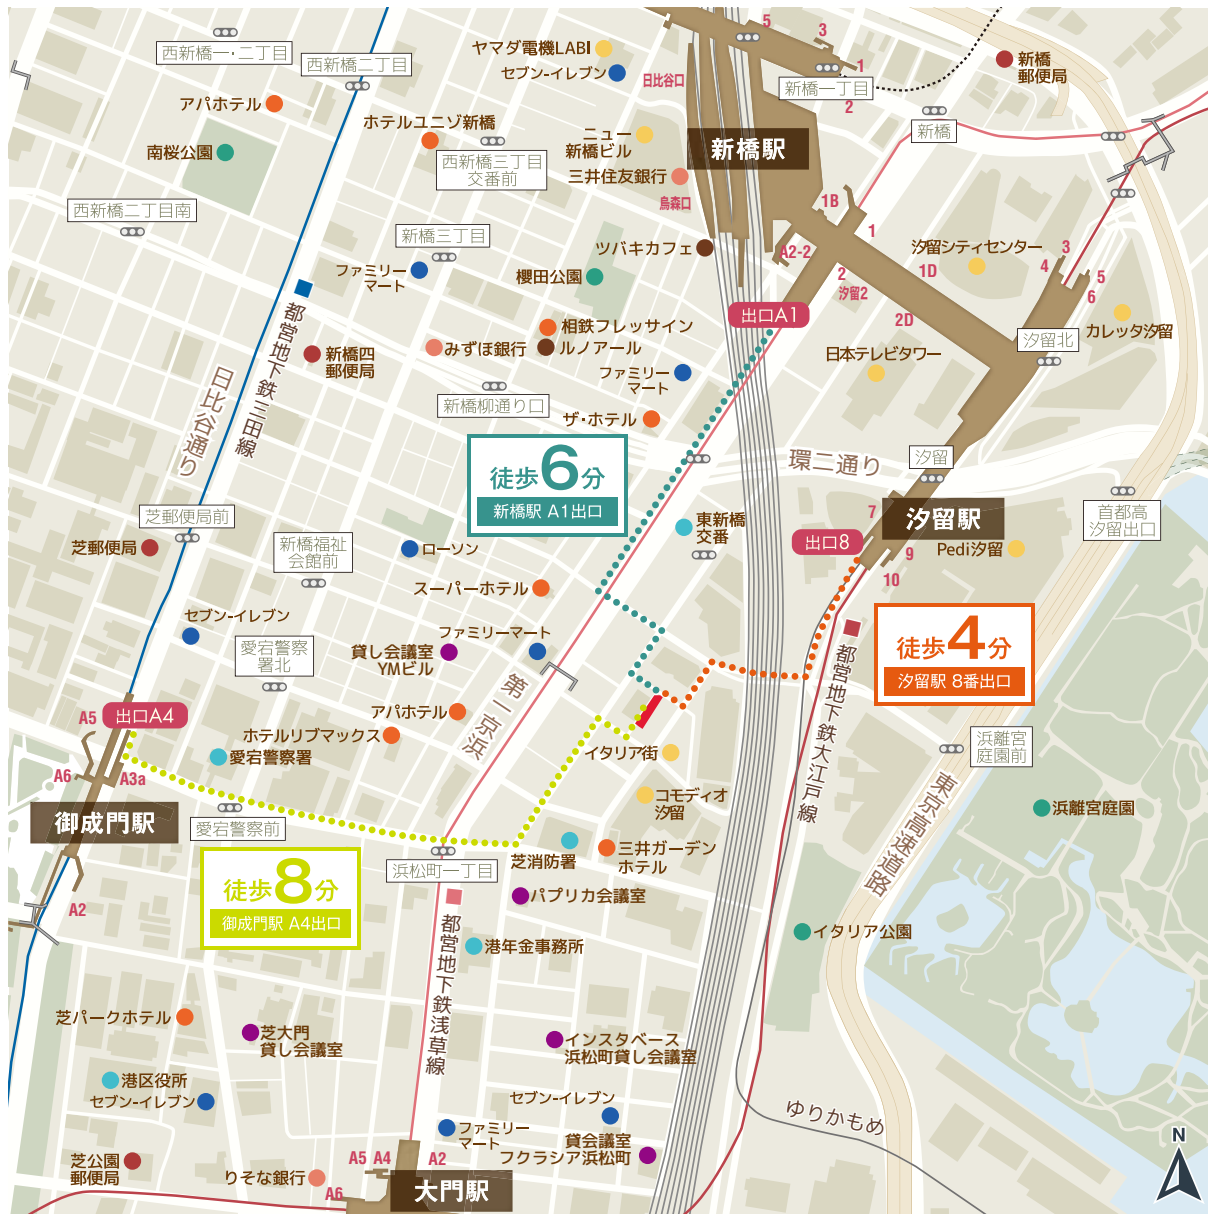 5
3
1
2
西新橋一・二丁目
西新橋二丁目
ヤマダ電機LABI
セブン-イレブン
日比谷口
新橋一丁目
新橋
郵便局
アパホテル
ホテルユニゾ新橋
ニュー
新橋ビル
新橋駅
新橋
南桜公園
西新橋三丁目
交番前
三井住友銀行
烏森口
西新橋二丁目南
新橋三丁目
1B
1
ツバキカフェ
A2-2
2
汐留2
1D
2D
汐留シティセンター
3
4
5
6
ファミリー
マート
櫻田公園
出口A1
カレッタ汐留
汐留北
都営地下鉄三田線
相鉄フレッサイン
みずほ銀行
ルノアール
新橋四
郵便局
日本テレビタワー
ファミリー
マート
日比谷通り
新橋柳通り口
ザ・ホテル
徒歩6分
新橋駅 A1出口
環二通り
汐留
芝郵便局前
東新橋
交番
7
汐留駅
首都高
汐留出口
芝郵便局
新橋福祉
会館前
ローソン
出口8
9
10
Pedi汐留
スーパーホテル
セブン-イレブン
愛宕警察
署北
貸し会議室
YMビル
ファミリーマート
徒歩4分
汐留駅 8番出口
都営地下鉄大江戸線
第一京浜
A5
出口A4
アパホテル
ホテルリブマックス
愛宕警察署
A6
A3a
イタリア街
浜離宮
庭園前
コモディオ
汐留
東京高速道路
浜離宮庭園
御成門駅
愛宕警察前
芝消防署
三井ガーデン
ホテル
浜松町一丁目
徒歩8分
御成門駅 A4出口
A2
パプリカ会議室
都営地下鉄浅草線
港年金事務所
イタリア公園
芝パークホテル
芝大門
貸し会議室
インスタベース
浜松町貸し会議室
港区役所
セブン-イレブン
セブン-イレブン
ゆりかもめ
ファミリー
マート
貸会議室
フクラシア浜松町
N
芝公園
郵便局
りそな銀行
A5
A4
A2
A6
大門駅